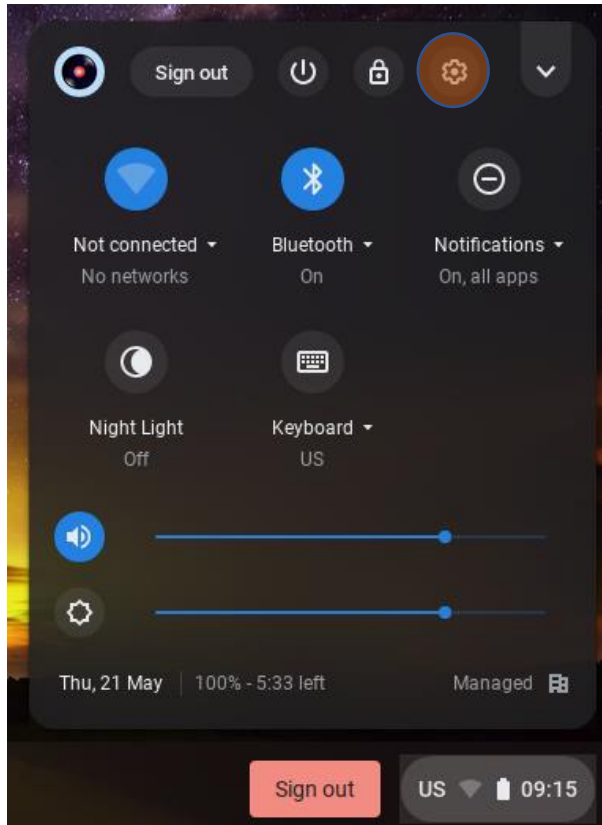 Sign out
Not connected Bluetooth Notifications
No networks On On, all apps
Night Light Keyboard
Off US
Thu, 21 May 100% - 5:33 left Managed
Sign out US 09:15